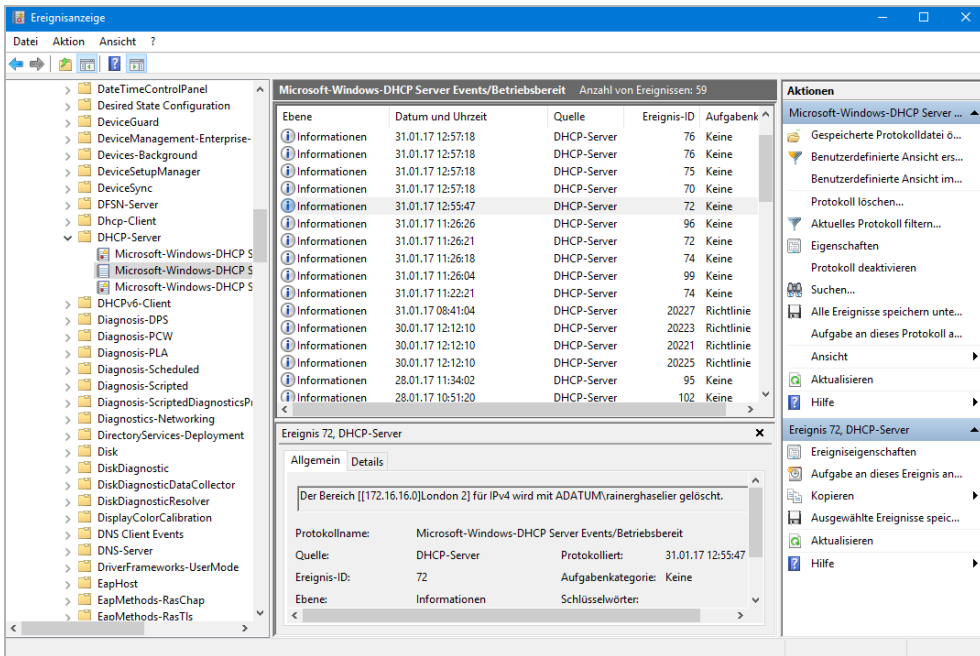 Ereignisanzeige
Datei Aktion Ansicht ?
DateTimeControlPanel
Desired State Configuration
DeviceGuard
DeviceManagement-Enterprise-
Devices-Background
DeviceSetupManager
DeviceSync
DFSN-Server
Dhcp-Client
DHCP-Server
Microsoft-Windows-DHCP S
Microsoft-Windows-DHCP S
Microsoft-Windows-DHCP S
DHCPv6-Client
Diagnosis-DPS
Diagnosis-PCW
Diagnosis-PLA
Diagnosis-Scheduled
Diagnosis-Scripted
Diagnosis-ScriptedDiagnosticsPr
Diagnostics-Networking
DirectoryServices-Deployment
Disk
DiskDiagnostic
DiskDiagnosticDataCollector
DiskDiagnosticResolver
DisplayColorCalibration
DNS Client Events
DNS-Server
DriverFrameworks-UserMode
EapHost
EapMethods-RasChap
EapMethods-RasTls
Microsoft-Windows-DHCP Server Events/Betriebsbereit Anzahl von Ereignissen: 59
Ebene Datum und Uhrzeit Quelle Ereignis-ID Aufgabenk
Informationen 31.01.17 12:57:18 DHCP-Server 76 Keine
Informationen 31.01.17 12:57:18 DHCP-Server 76 Keine
Informationen 31.01.17 12:57:18 DHCP-Server 75 Keine
Informationen 31.01.17 12:57:18 DHCP-Server 70 Keine
Informationen 31.01.17 12:55:47 DHCP-Server 72 Keine
Informationen 31.01.17 11:26:26 DHCP-Server 96 Keine
Informationen 31.01.17 11:26:21 DHCP-Server 72 Keine
Informationen 31.01.17 11:26:18 DHCP-Server 74 Keine
Informationen 31.01.17 11:26:04 DHCP-Server 99 Keine
Informationen 31.01.17 11:22:21 DHCP-Server 74 Keine
Informationen 31.01.17 08:41:04 DHCP-Server 20227 Richtlinie
Informationen 30.01.17 12:12:10 DHCP-Server 20223 Richtlinie
Informationen 30.01.17 12:12:10 DHCP-Server 20221 Richtlinie
Informationen 30.01.17 12:12:10 DHCP-Server 20225 Richtlinie
Informationen 28.01.17 11:34:02 DHCP-Server 95 Keine
Informationen 28.01.17 10:51:20 DHCP-Server 102 Keine
Ereignis 72, DHCP-Server
Allgemein Details
Der Bereich [[172.16.16.0]London 2] für IPv4 wird mit ADATUM\rainerghaselier gelöscht.
Protokollname: Microsoft-Windows-DHCP Server Events/Betriebsbereit
Quelle: DHCP-Server Protokolliert: 31.01.17 12:55:47
Ereignis-ID: 72 Aufgabenkategorie: Keine
Ebene: Informationen Schlüsselwörter:
Aktionen
Microsoft-Windows-DHCP Server ...
Gespeicherte Protokolldatei ö...
Benutzerdefinierte Ansicht ers...
Benutzerdefinierte Ansicht im...
Protokoll löschen...
Aktuelles Protokoll filtern...
Eigenschaften
Protokoll deaktivieren
Suchen...
Alle Ereignisse speichern unte...
Aufgabe an dieses Protokoll a...
Ansicht
Aktualisieren
Hilfe
Ereignis 72, DHCP-Server
Ereigniseigenschaften
Aufgabe an dieses Ereignis an...
Kopieren
Ausgewählte Ereignisse speic...
Aktualisieren
Hilfe